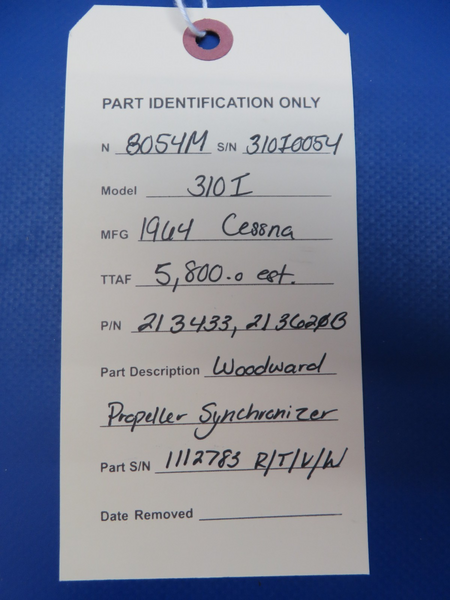 PART IDENTIFICATION ONLY
N 8054M S/N 310I0054
Model 310I
MFG 1964 Cessna
TTAF 5,800.0 est.
P/N 213433, 213620B
Part Description Woodward
Propeller Synchronizer
Part S/N 1112783 R/T/V/W
Date Removed